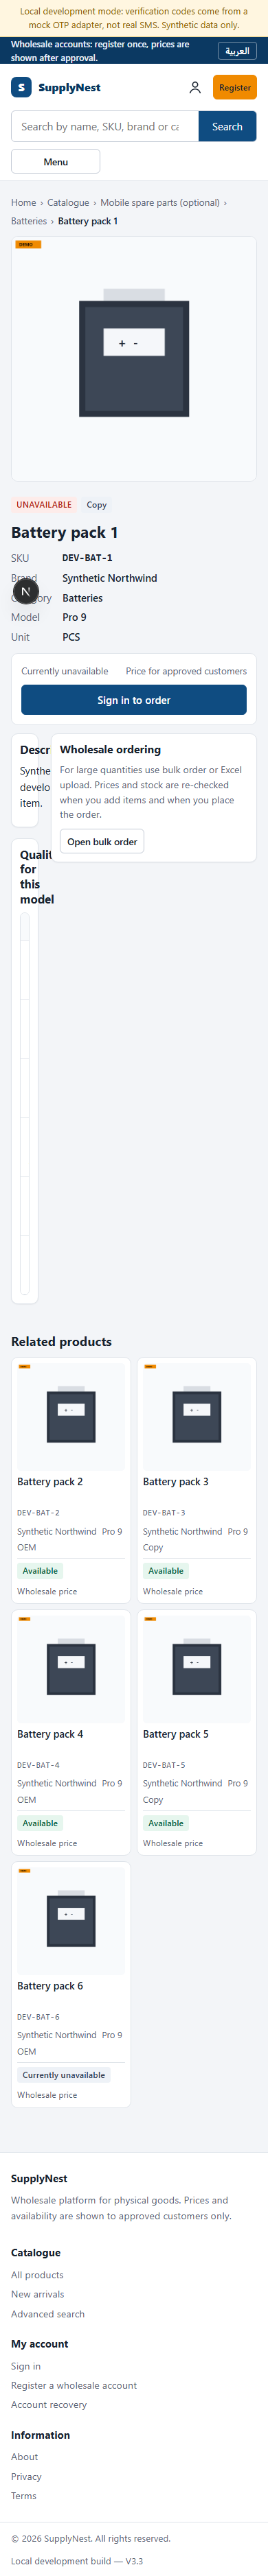 Local development mode: verification codes come from a
mock OTP adapter, not real SMS. Synthetic data only.
Wholesale accounts: register once, prices are
shown after approval.
العربية
S SupplyNest
Register
Search by name, SKU, brand or ca
Search
Menu
Home › Catalogue › Mobile spare parts (optional) ›
Batteries › Battery pack 1
DEMO
+ -
UNAVAILABLE Copy
Battery pack 1
SKU DEV-BAT-1
Brand Synthetic Northwind
Category Batteries
Model Pro 9
Unit PCS
N
Currently unavailable Price for approved customers
Sign in to order
Descr
Synthe
develo
item.
Wholesale ordering
For large quantities use bulk order or Excel
upload. Prices and stock are re-checked
when you add items and when you place
the order.
Open bulk order
Qualit
for
this
model
Related products
+ -
Battery pack 2
DEV-BAT-2
Synthetic Northwind Pro 9
OEM
Available
Wholesale price
+ -
Battery pack 3
DEV-BAT-3
Synthetic Northwind Pro 9
Copy
Available
Wholesale price
+ -
Battery pack 4
DEV-BAT-4
Synthetic Northwind Pro 9
OEM
Available
Wholesale price
+ -
Battery pack 5
DEV-BAT-5
Synthetic Northwind Pro 9
Copy
Available
Wholesale price
+ -
Battery pack 6
DEV-BAT-6
Synthetic Northwind Pro 9
OEM
Currently unavailable
Wholesale price
SupplyNest
Wholesale platform for physical goods. Prices and
availability are shown to approved customers only.
Catalogue
All products
New arrivals
Advanced search
My account
Sign in
Register a wholesale account
Account recovery
Information
About
Privacy
Terms
© 2026 SupplyNest. All rights reserved.
Local development build — V3.3